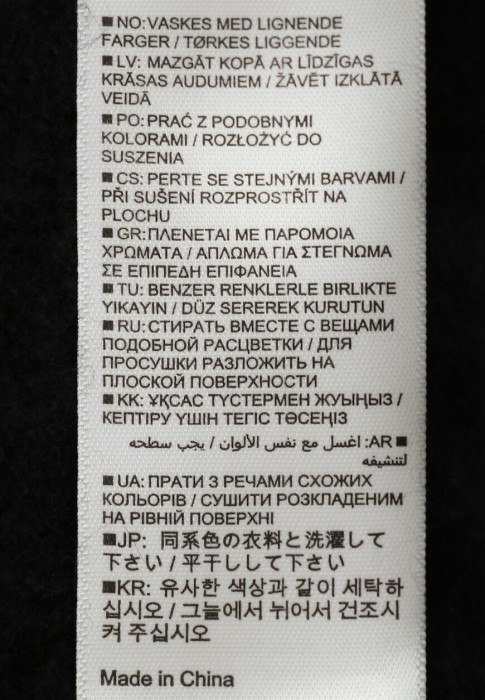 ■ NO: VASKES MED LIGNENDE
FARGER / TØRKES LIGGENDE
■ LV: MAZGĀT KOPĀ AR LĪDZĪGAS
KRĀSAS AUDUMIEM / ŽĀVĒT IZKLĀTĀ
VEIDĀ
■ PO: PRAĆ Z PODOBNYMI
KOLORAMI / ROZŁOŻYĆ DO
SUSZENIA
■ CS: PERTE SE STEJNÝMI BARVAMI /
PŘI SUŠENÍ ROZPROSTŘÍT NA
PLOCHU
■ GR: ΠΛΕΝΕΤΑΙ ΜΕ ΠΑΡΟΜΟΙΑ
ΧΡΩΜΑΤΑ / ΑΠΛΩΜΑ ΓΙΑ ΣΤΕΓΝΩΜΑ
ΣΕ ΕΠΙΠΕΔΗ ΕΠΙΦΑΝΕΙΑ
■ TU: BENZER RENKLERLE BIRLIKTE
YIKAYIN / DÜZ SEREREK KURUTUN
■ RU: СТИРАТЬ ВМЕСТЕ С ВЕЩАМИ
ПОДОБНОЙ РАСЦВЕТКИ / ДЛЯ
ПРОСУШКИ РАЗЛОЖИТЬ НА
ПЛОСКОЙ ПОВЕРХНОСТИ
■ KK: ҰҚСАС ТҮСТЕРМЕН ЖУЫҢЫЗ /
КЕПТІРУ ҮШІН ТЕГІС ТӨСЕҢІЗ
■ AR: اغسل مع نفس الألوان / يجب سطحه
لتنشيفه
■ UA: ПРАТИ З РЕЧАМИ СХОЖИХ
КОЛЬОРІВ / СУШИТИ РОЗКЛАДЕНИМ
НА РІВНІЙ ПОВЕРХНІ
■JP: 同系色の衣料と洗濯して
下さい / 平干しして下さい
■KR: 유사한 색상과 같이 세탁하
십시오 / 그늘에서 뉘어서 건조시
켜 주십시오
Made in China